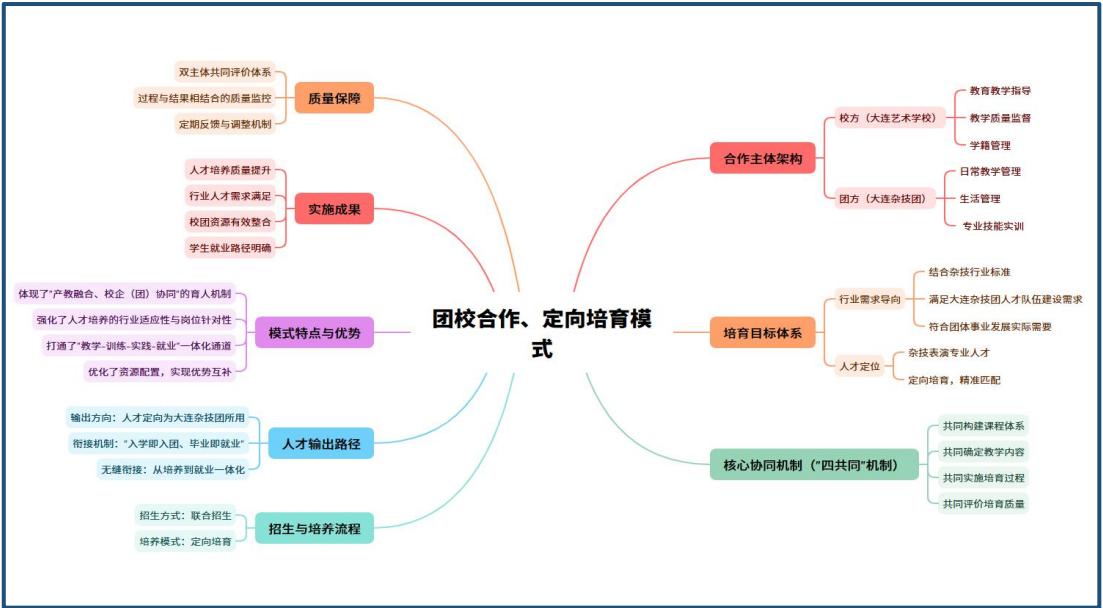 团校合作、定向培育模
式
合作主体架构
校方（大连艺术学校）
教育教学指导
教学质量监督
学籍管理
团方（大连杂技团）
日常教学管理
生活管理
专业技能实训
培育目标体系
行业需求导向
结合杂技行业标准
满足大连杂技团人才队伍建设需求
符合团体事业发展实际需要
人才定位
杂技表演专业人才
定向培育，精准匹配
核心协同机制（"四共同"机制）
共同构建课程体系
共同确定教学内容
共同实施培育过程
共同评价培育质量
质量保障
双主体共同评价体系
过程与结果相结合的质量监控
定期反馈与调整机制
实施成果
人才培养质量提升
行业人才需求满足
校团资源有效整合
学生就业路径明确
模式特点与优势
体现了"产教融合、校企（团）协同"的育人机制
强化了人才培养的行业适应性与岗位针对性
打通了"教学-训练-实践-就业"一体化通道
优化了资源配置，实现优势互补
人才输出路径
输出方向：人才定向为大连杂技团所用
衔接机制："入学即入团、毕业即就业"
无缝衔接：从培养到就业一体化
招生与培养流程
招生方式：联合招生
培养模式：定向培育